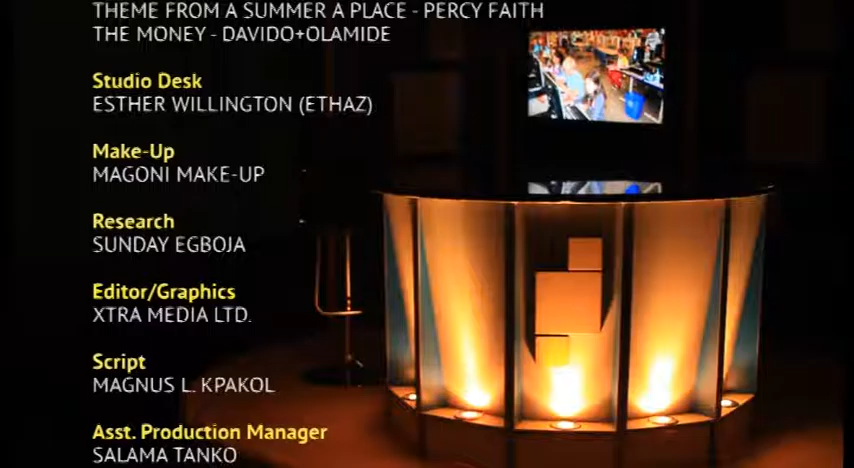 THEME FROM A SUMMER A PLACE - PERCY FAITH
THE MONEY - DAVIDO+OLAMIDE
Studio Desk
ESTHER WILLINGTON (ETHAZ)
Make-Up
MAGONI MAKE-UP
Research
SUNDAY EGBOJA
Editor/Graphics
XTRA MEDIA LTD.
Script
MAGNUS L. KPAKOL
Asst. Production Manager
SALAMA TANKO